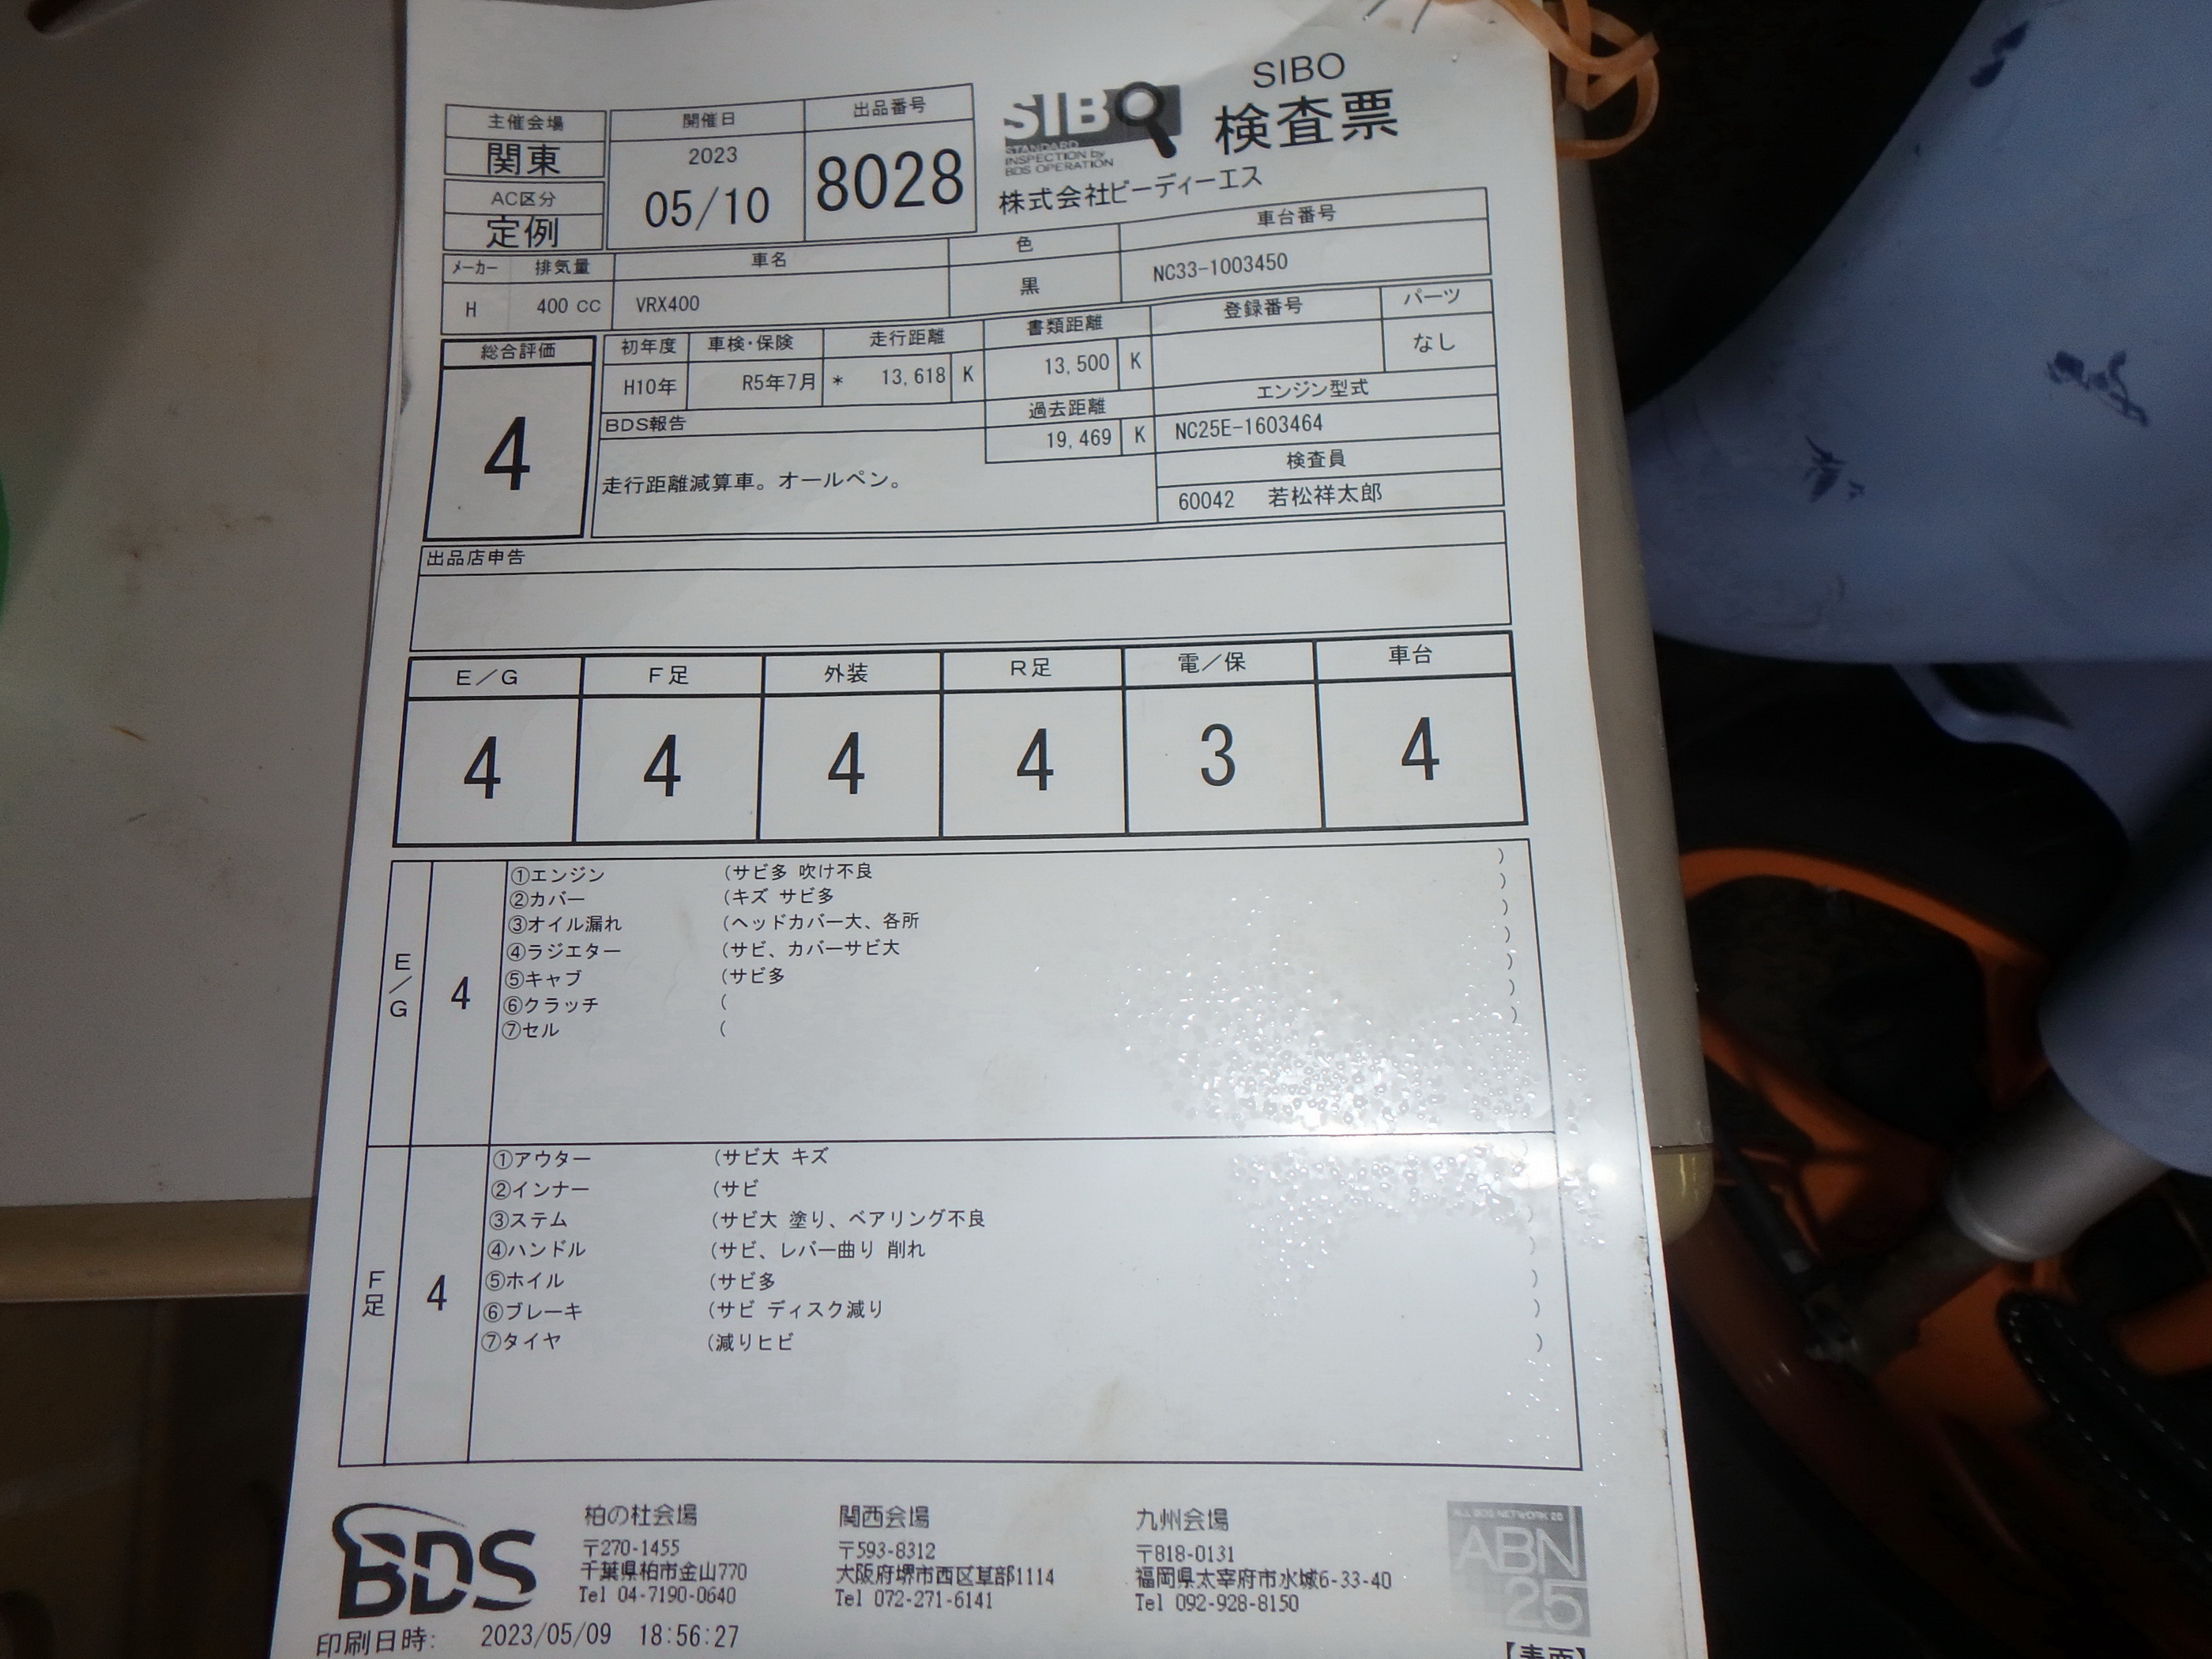 SIBO
検査票
SIBO
STANDARD
INSPECTION by
BDS OPERATION
株式会社ビーディーエス
主催会場 開催日 出品番号
関東 2023 05/10 8028
AC区分
定例
メーカー 排気量 車名 色 車台番号
H 400 CC VRX400 黒 NC33-1003450
総合評価 初年度 車検・保険 走行距離 書類距離 登録番号 パーツ
4 H10年 R5年7月 * 13,618 K 13,500 K なし
BDS報告 過去距離 エンジン型式
19,469 K NC25E-1603464
走行距離減算車。オールペン。 検査員
60042 若松祥太郎
出品店申告
E/G F足 外装 R足 電/保 車台
4 4 4 4 3 4
E/G 4
①エンジン (サビ多 吹け不良 )
②カバー (キズ サビ多 )
③オイル漏れ (ヘッドカバー大、各所 )
④ラジエター (サビ、カバーサビ大 )
⑤キャブ (サビ多 )
⑥クラッチ ( )
⑦セル ( )
F足 4
①アウター (サビ大 キズ )
②インナー (サビ )
③ステム (サビ大 塗り、ベアリング不良 )
④ハンドル (サビ、レバー曲り 削れ )
⑤ホイル (サビ多 )
⑥ブレーキ (サビ ディスク減り )
⑦タイヤ (減りヒビ )
BDS
柏の杜会場
〒270-1455
千葉県柏市金山770
Tel 04-7190-0640
関西会場
〒593-8312
大阪府堺市西区草部1114
Tel 072-271-6141
九州会場
〒818-0131
福岡県太宰府市水城6-33-40
Tel 092-928-8150
ALL BDS NETWORK 25
ABN
25
印刷日時: 2023/05/09 18:56:27